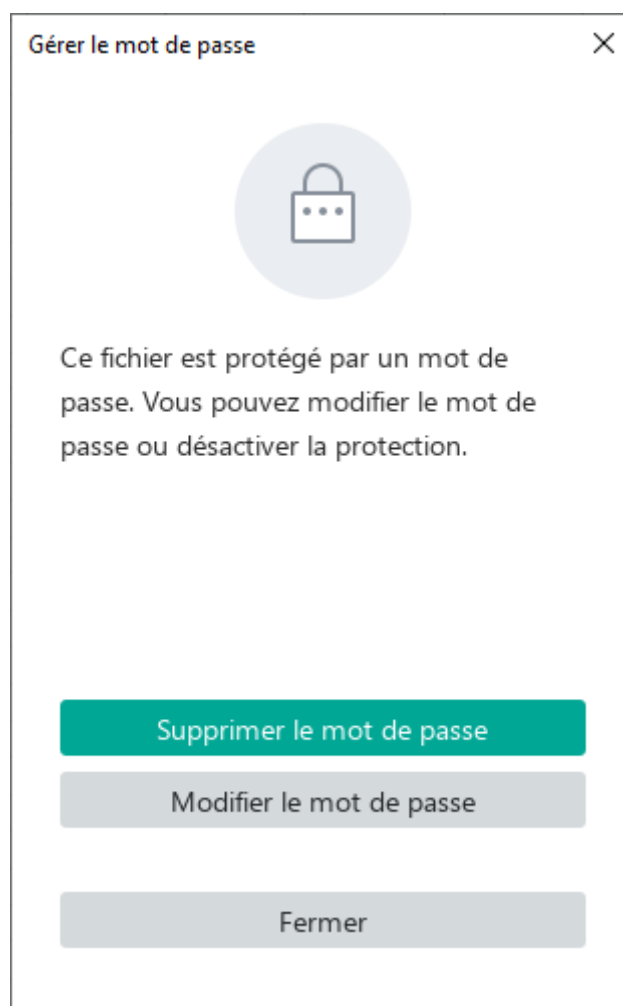 Gérer le mot de passe
Ce fichier est protégé par un mot de
passe. Vous pouvez modifier le mot de
passe ou désactiver la protection.
Supprimer le mot de passe
Modifier le mot de passe
Fermer